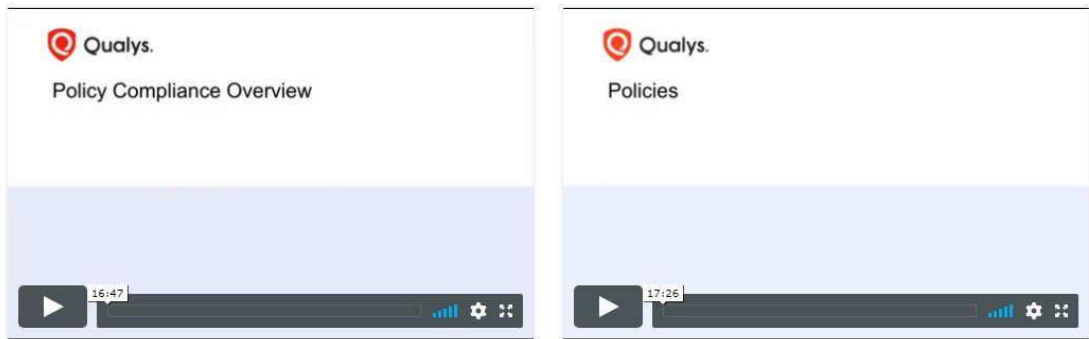 Qualys.
Policy Compliance Overview
16:47
Qualys.
Policies
17:26